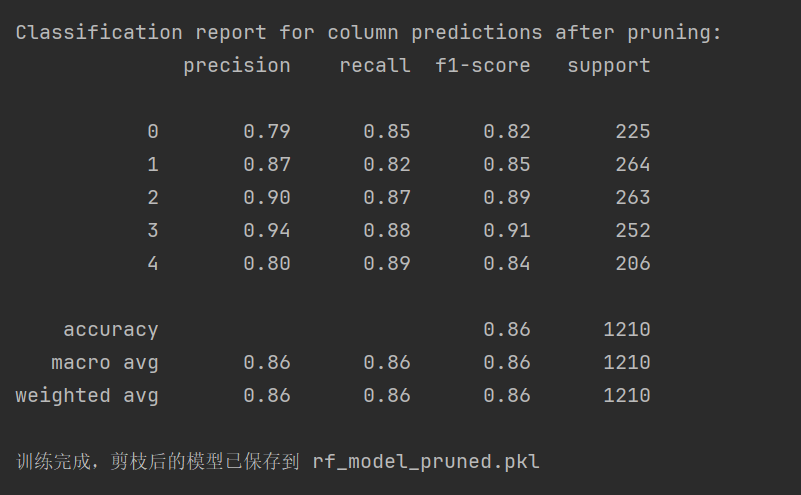 Classification report for column predictions after pruning:
precision recall f1-score support
0 0.79 0.85 0.82 225
1 0.87 0.82 0.85 264
2 0.90 0.87 0.89 263
3 0.94 0.88 0.91 252
4 0.80 0.89 0.84 206
accuracy 0.86 1210
macro avg 0.86 0.86 0.86 1210
weighted avg 0.86 0.86 0.86 1210
训练完成，剪枝后的模型已保存到 rf_model_pruned.pkl